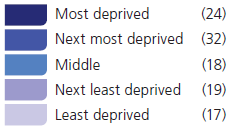 Most deprived (24)
Next most deprived (32)
Middle (18)
Next least deprived (19)
Least deprived (17)